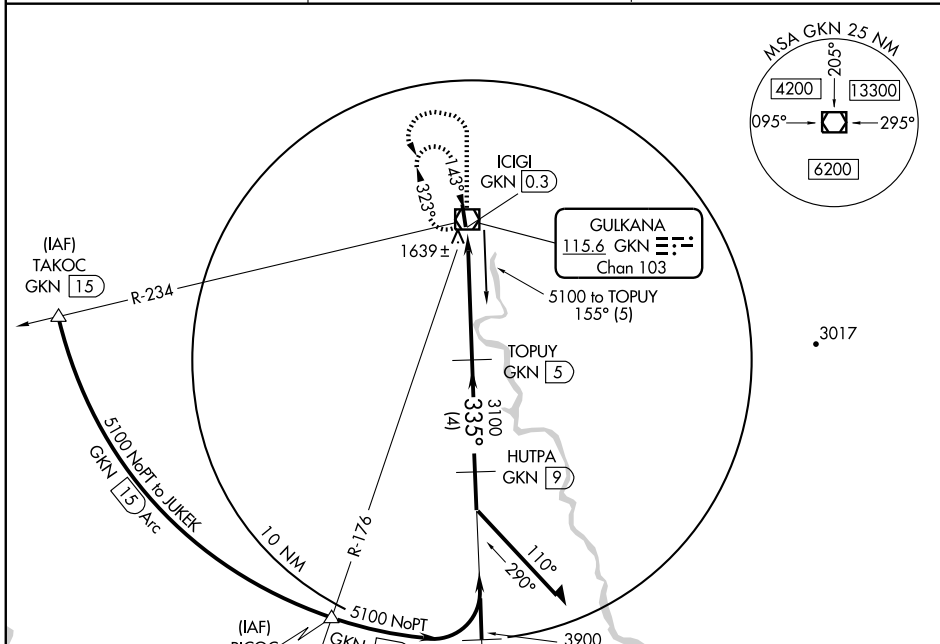 MSA GKN 25 NM
205°
4200
13300
095°
295°
6200
ICIGI
GKN 0.3
143°
323°
GULKANA
115.6 GKN
Chan 103
1639 ±
(IAF)
TAKOC
GKN 15
R-234
5100 to TOPUY
155° (5)
3017
TOPUY
GKN 5
3100
335°
(4)
HUTPA
GKN 9
5100 NoPT to JUKEK
GKN 15 Arc
10 NM
R-176
110°
290°
5100 NoPT
(IAF)
GKN
3900